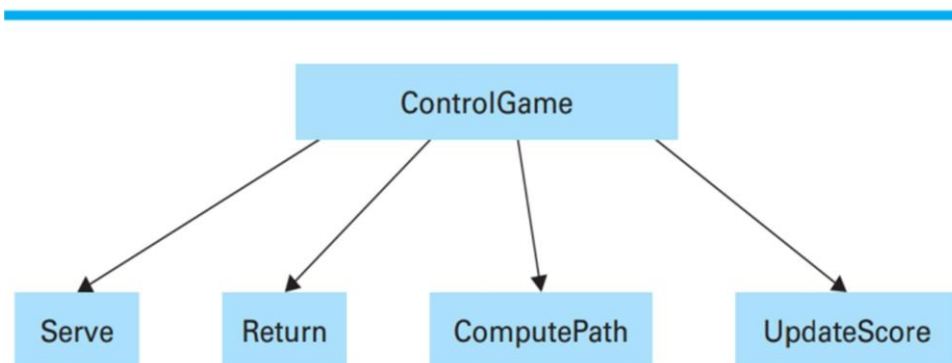 ControlGame
Serve
Return
ComputePath
UpdateScore